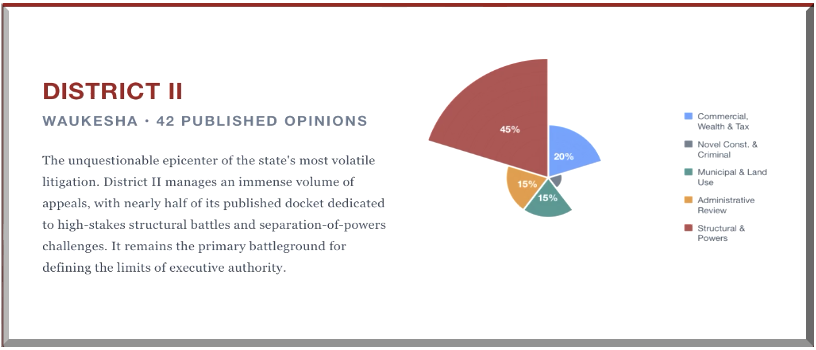 DISTRICT II
WAUKESHA • 42 PUBLISHED OPINIONS
The unquestionable epicenter of the state's most volatile
litigation. District II manages an immense volume of
appeals, with nearly half of its published docket dedicated
to high-stakes structural battles and separation-of-powers
challenges. It remains the primary battleground for
defining the limits of executive authority.
45%
20%
15%
15%
Commercial,
Wealth & Tax
Novel Const. &
Criminal
Municipal & Land
Use
Administrative
Review
Structural &
Powers